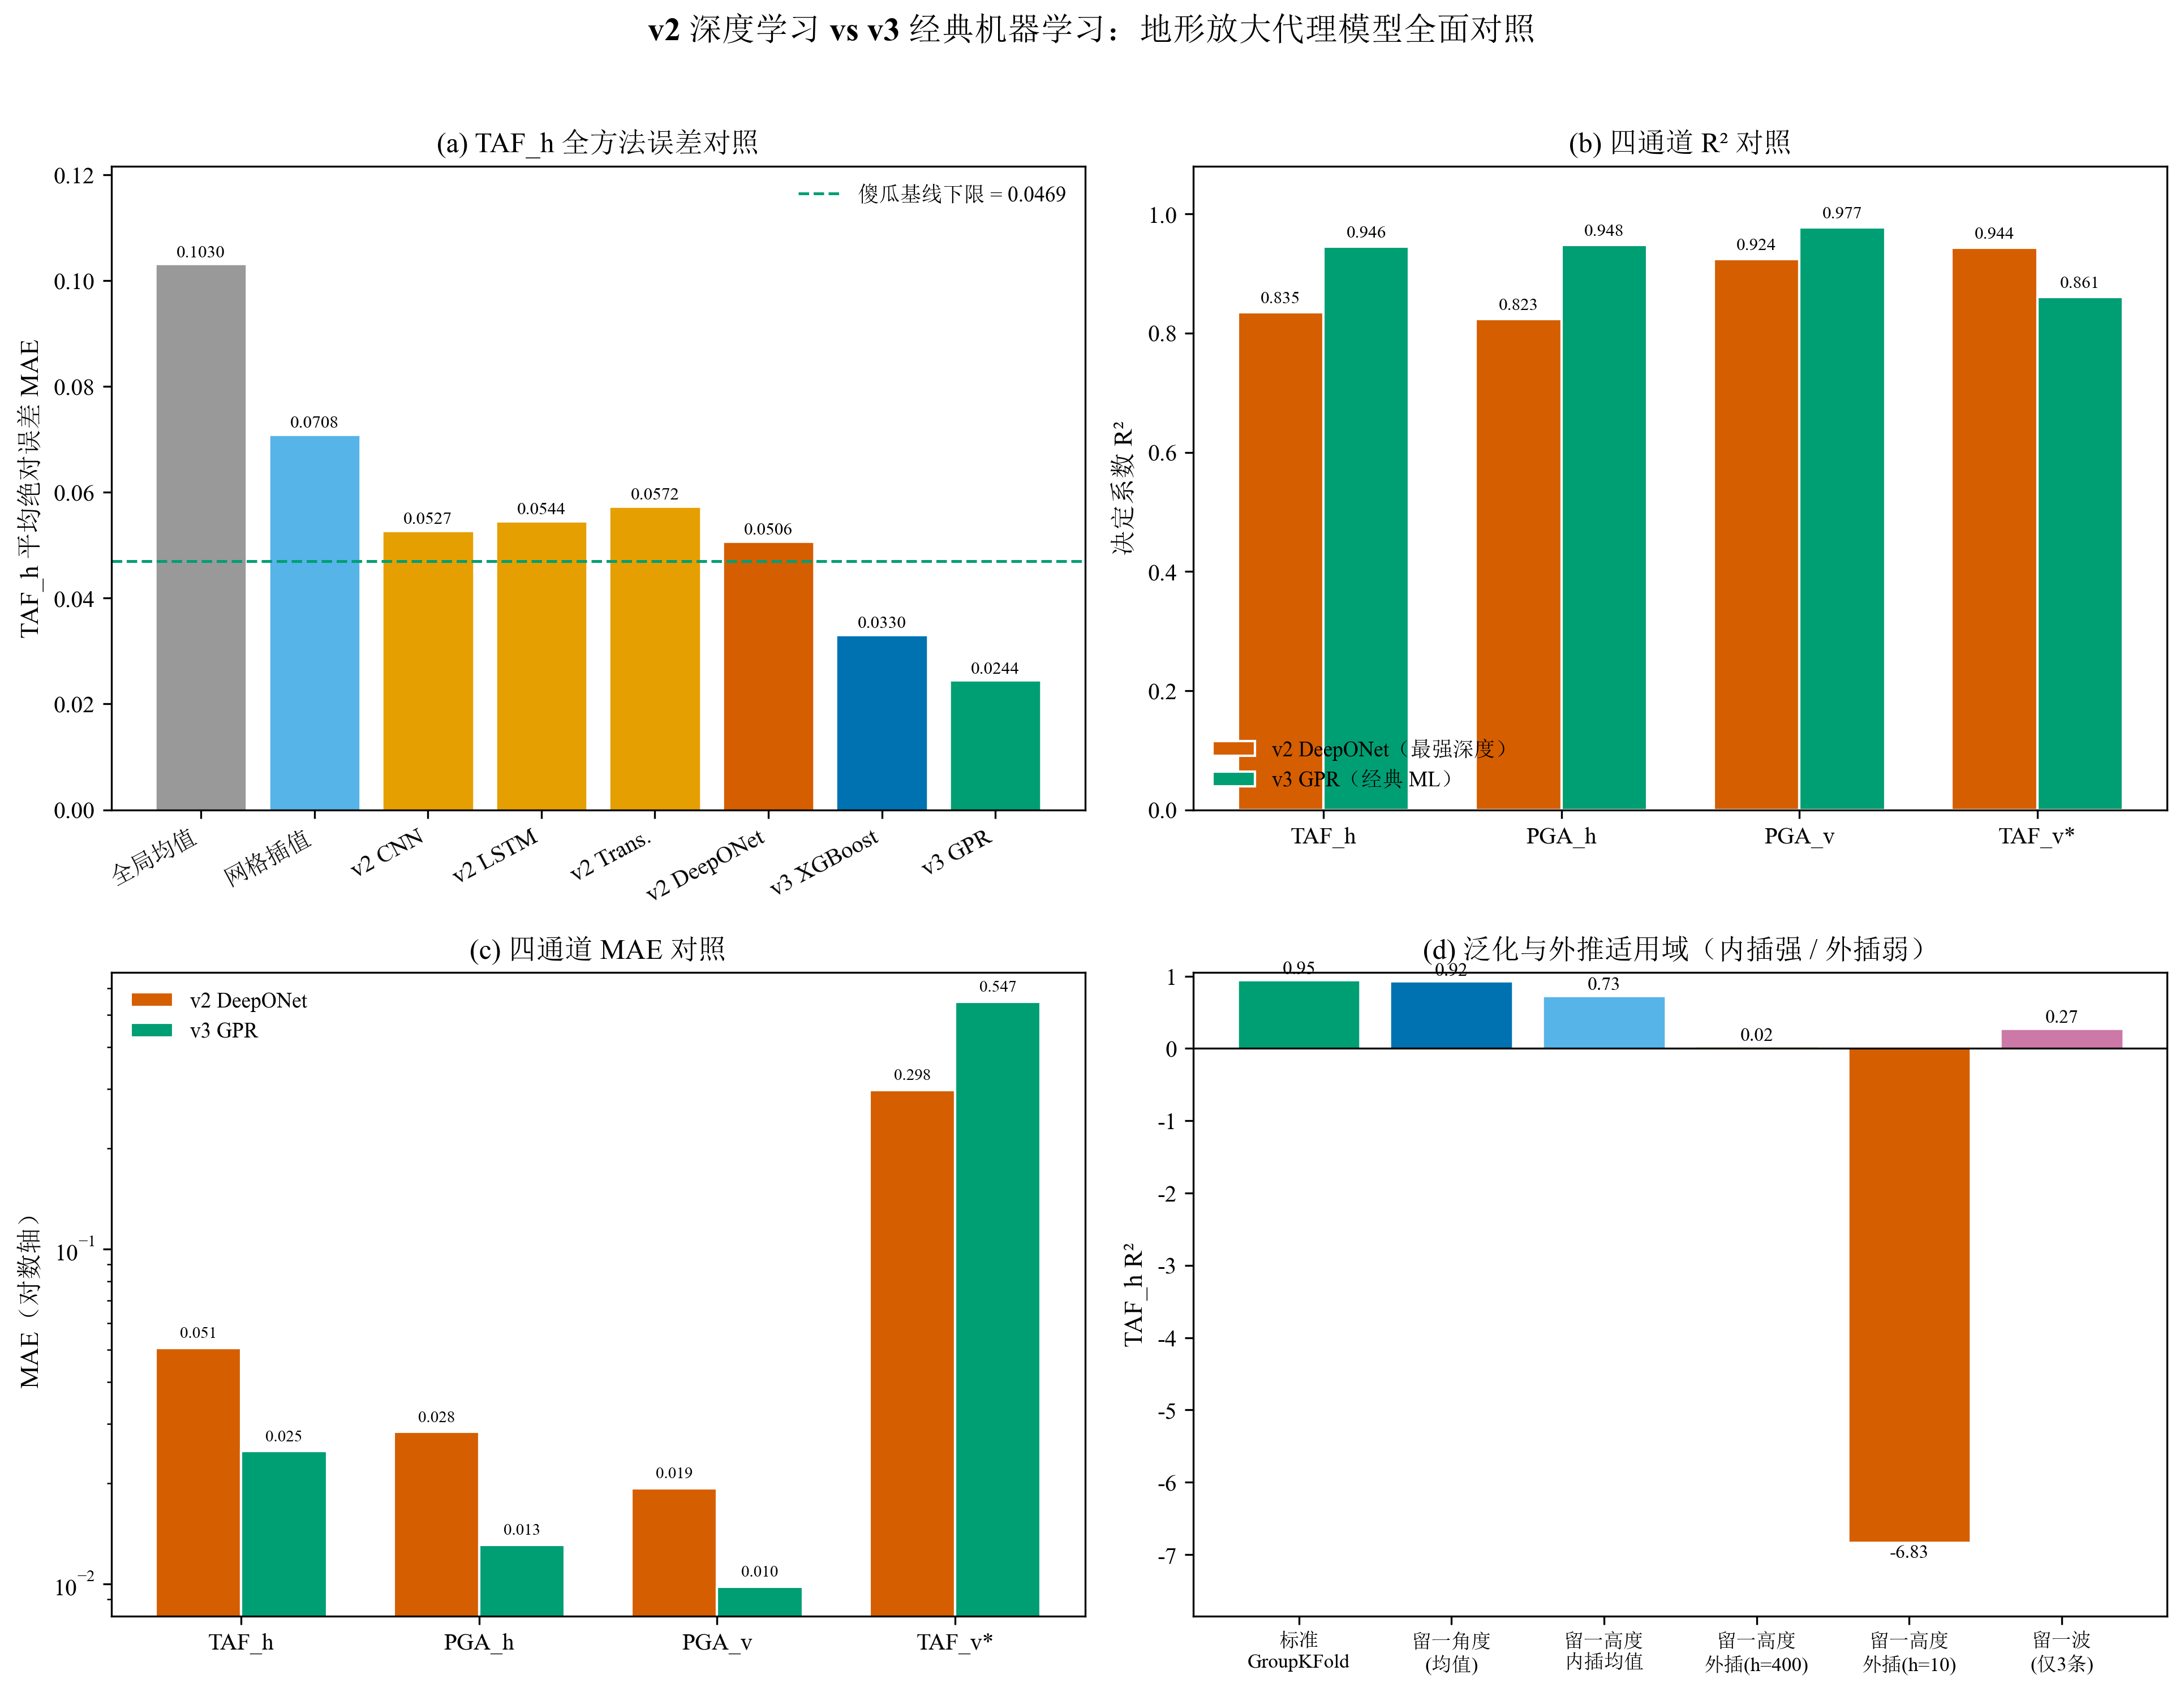 v2 深度学习 vs v3 经典机器学习：地形放大代理模型全面对照
(a) TAF_h 全方法误差对照
TAF_h 平均绝对误差 MAE
0.12
0.10
0.08
0.06
0.04
0.02
0.00
傻瓜基线下限 = 0.0469
0.1030
0.0708
0.0527
0.0544
0.0572
0.0506
0.0330
0.0244
全局均值
网格插值
v2 CNN
v2 LSTM
v2 Trans.
v2 DeepONet
v3 XGBoost
v3 GPR
(b) 四通道 R² 对照
决定系数 R²
1.0
0.8
0.6
0.4
0.2
0.0
0.835
0.946
0.823
0.948
0.924
0.977
0.944
0.861
v2 DeepONet（最强深度）
v3 GPR（经典 ML）
TAF_h
PGA_h
PGA_v
TAF_v*
(c) 四通道 MAE 对照
MAE（对数轴）
10⁻¹
10⁻²
v2 DeepONet
v3 GPR
0.051
0.025
0.028
0.013
0.019
0.010
0.298
0.547
TAF_h
PGA_h
PGA_v
TAF_v*
(d) 泛化与外推适用域（内插强 / 外插弱）
TAF_h R²
1
0
-1
-2
-3
-4
-5
-6
-7
0.95
0.92
0.73
0.02
-6.83
0.27
标准
GroupKFold
留一角度
(均值)
留一高度
内插均值
留一高度
外插(h=400)
留一高度
外插(h=10)
留一波
(仅3条)